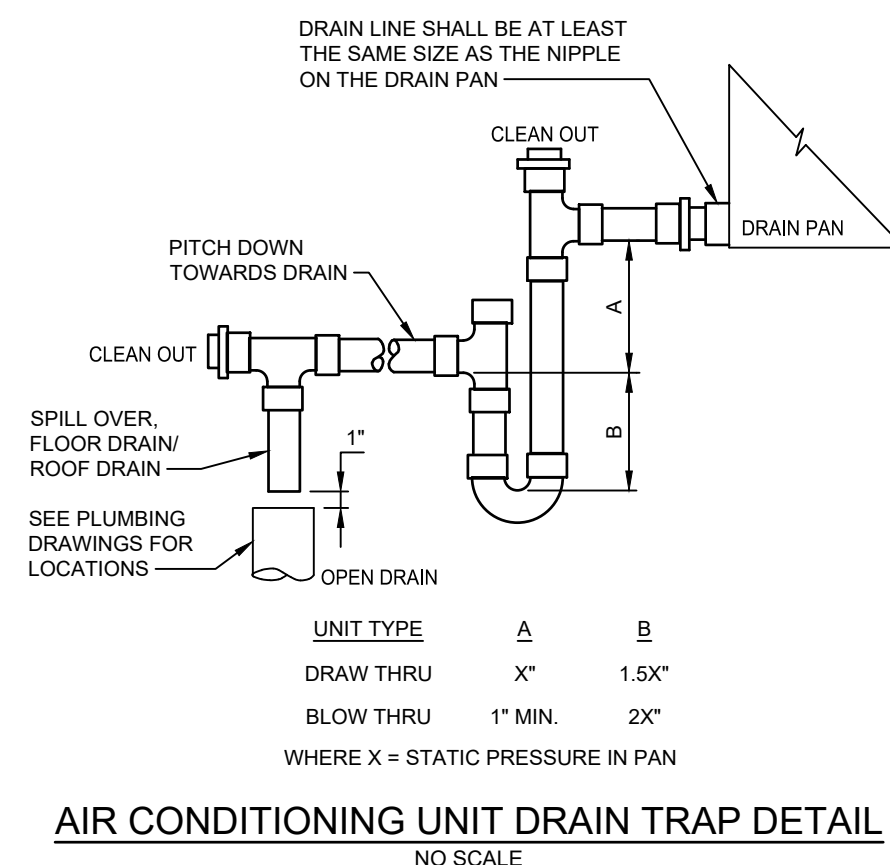 DRAIN LINE SHALL BE AT LEAST
THE SAME SIZE AS THE NIPPLE
ON THE DRAIN PAN
CLEAN OUT
DRAIN PAN
PITCH DOWN
TOWARDS DRAIN
A
CLEAN OUT
B
SPILL OVER,
FLOOR DRAIN/
ROOF DRAIN
1"
SEE PLUMBING
DRAWINGS FOR
LOCATIONS
OPEN DRAIN
UNIT TYPE A B
DRAW THRU X" 1.5X"
BLOW THRU 1" MIN. 2X"
WHERE X = STATIC PRESSURE IN PAN
AIR CONDITIONING UNIT DRAIN TRAP DETAIL
NO SCALE